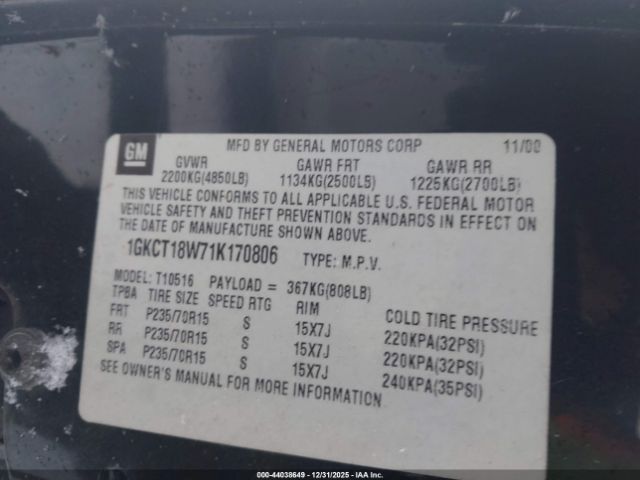 GM
MFD BY GENERAL MOTORS CORP 11/00
GVWR GAWR FRT GAWR RR
2200KG(4850LB) 1134KG(2500LB) 1225KG(2700LB)
THIS VEHICLE CONFORMS TO ALL APPLICABLE U.S. FEDERAL MOTOR
VEHICLE SAFETY AND THEFT PREVENTION STANDARDS IN EFFECT ON
THE DATE OF MANUFACTURE SHOWN ABOVE.
1GKCT18W71K170806 TYPE: M.P.V.
MODEL: T10516 PAYLOAD = 367KG(808LB)
TPBA TIRE SIZE SPEED RTG RIM COLD TIRE PRESSURE
FRT P235/70R15 S 15X7J 220KPA(32PSI)
RR P235/70R15 S 15X7J 220KPA(32PSI)
SPA P235/70R15 S 15X7J 240KPA(35PSI)
SEE OWNER'S MANUAL FOR MORE INFORMATION
000-44038649 - 12/31/2025 - IAA Inc.